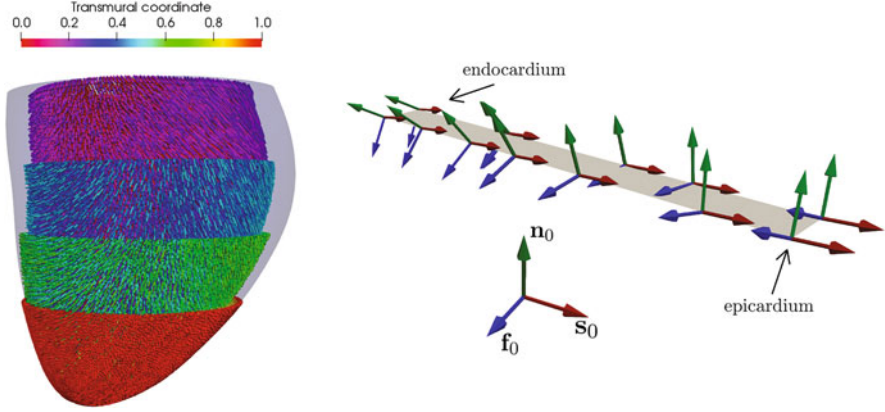 Transmural coordinate
0.0 0.2 0.4 0.6 0.8 1.0
endocardium
n₀
s₀
f₀
epicardium